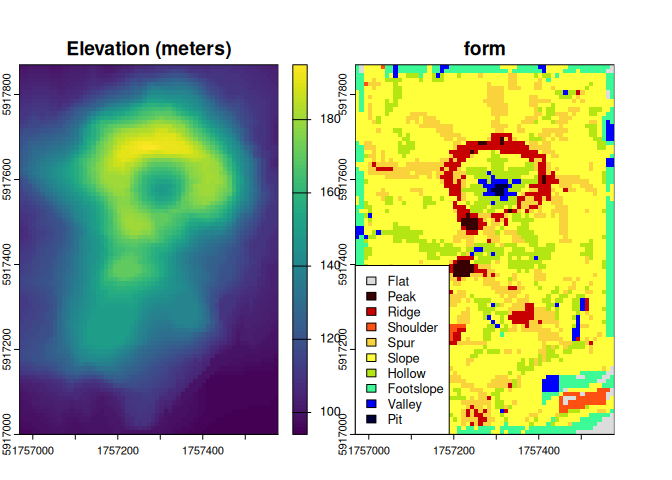 Elevation (meters)
form
5917800
5917600
5917400
5917200
5917000
1757000
1757200
1757400
180
160
140
120
100
5917800
5917600
5917400
5917200
5917000
1757000
1757200
1757400
Flat
Peak
Ridge
Shoulder
Spur
Slope
Hollow
Footslope
Valley
Pit